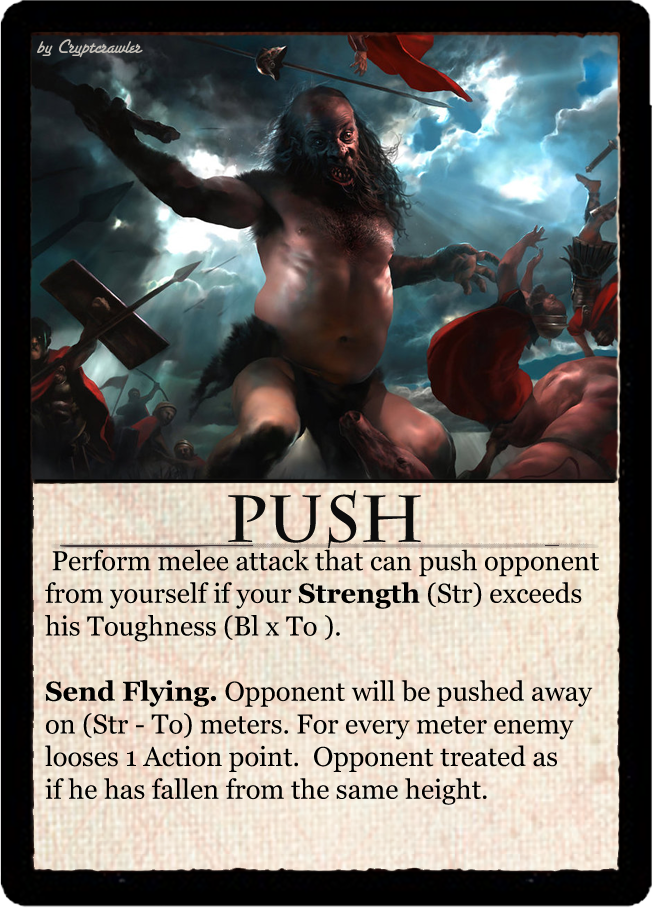 by Cryptcrawler
PUSH
Perform melee attack that can push opponent
from yourself if your Strength (Str) exceeds
his Toughness (Bl x To ).
Send Flying. Opponent will be pushed away
on (Str - To) meters. For every meter enemy
looses 1 Action point. Opponent treated as
if he has fallen from the same height.